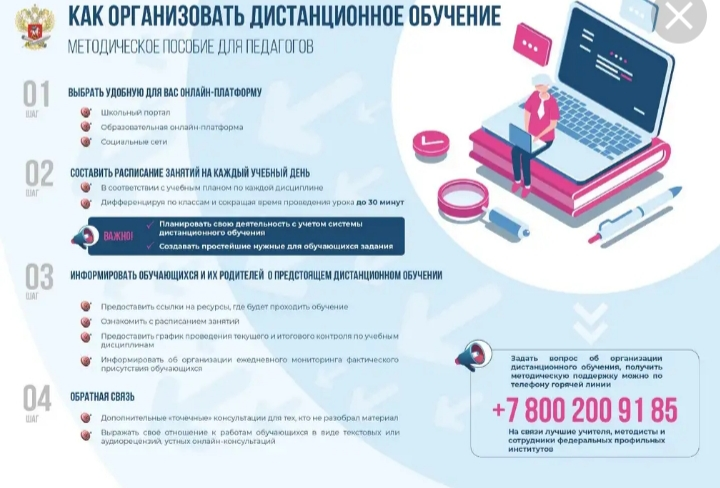 КАК ОРГАНИЗОВАТЬ ДИСТАНЦИОННОЕ ОБУЧЕНИЕ
МЕТОДИЧЕСКОЕ ПОСОБИЕ ДЛЯ ПЕДАГОГОВ
01
ШАГ
ВЫБРАТЬ УДОБНУЮ ДЛЯ ВАС ОНЛАЙН-ПЛАТФОРМУ
Школьный портал
Образовательная онлайн-платформа
Социальные сети
02
ШАГ
СОСТАВИТЬ РАСПИСАНИЕ ЗАНЯТИЙ НА КАЖДЫЙ УЧЕБНЫЙ ДЕНЬ
В соответствии с учебным планом по каждой дисциплине
Дифференцируя по классам и сокращая время проведения урока до 30 минут
ВАЖНО!
Планировать свою деятельность с учетом системы
дистанционного обучения
Создавать простейшие нужные для обучающихся задания
03
ШАГ
ИНФОРМИРОВАТЬ ОБУЧАЮЩИХСЯ И ИХ РОДИТЕЛЕЙ О ПРЕДСТОЯЩЕМ ДИСТАНЦИОННОМ ОБУЧЕНИИ
Предоставить ссылки на ресурсы, где будет проходить обучение
Ознакомить с расписанием занятий
Предоставить график проведения текущего и итогового контроля по учебным
дисциплинам
Информировать об организации ежедневного мониторинга фактического
присутствия обучающихся
04
ШАГ
ОБРАТНАЯ СВЯЗЬ
Дополнительные «точечные» консультации для тех, кто не разобрал материал
Выражать свое отношение к работам обучающихся в виде текстовых или
аудиорецензий, устных онлайн-консультаций
Задать вопрос об организации
дистанционного обучения, получить
методическую поддержку можно по
телефону горячей линии
+7 800 200 91 85
На связи лучшие учителя, методисты и
сотрудники федеральных профильных
институтов